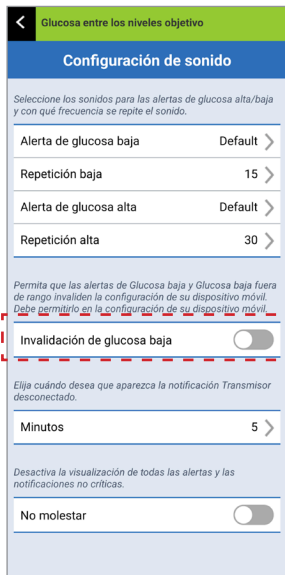 Glucosa entre los niveles objetivo
Configuración de sonido
Seleccione los sonidos para las alertas de glucosa alta/baja
y con qué frecuencia se repite el sonido.
Alerta de glucosa baja Default
Repetición baja 15
Alerta de glucosa alta Default
Repetición alta 30
Permita que las alertas de Glucosa baja y Glucosa baja fuera
de rango invaliden la configuración de su dispositivo móvil.
Debe permitirlo en la configuración de su dispositivo móvil.
Invalidación de glucosa baja
Elija cuándo desea que aparezca la notificación Transmisor
desconectado.
Minutos 5
Desactiva la visualización de todas las alertas y las
notificaciones no críticas.
No molestar